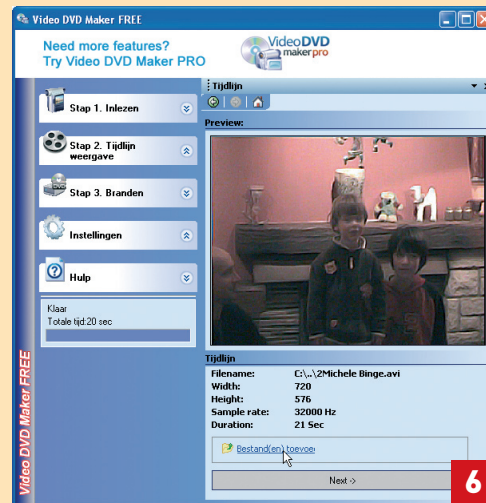 Video DVD Maker FREE
Need more features?
Try Video DVD Maker PRO
VideoDVD
makerpro
Stap 1. Inlezen
Stap 2. Tijdlijn
weergave
Stap 3. Branden
Instellingen
Hulp
Klaar
Totale tijd:20 sec
Video DVD Maker FREE
Tijdlijn
Preview:
Tijdlijn
Filename: C:\..\2Michele Binge.avi
Width: 720
Height: 576
Sample rate: 32000 Hz
Duration: 21 Sec
Bestand(en) toevoe
Next ->
6